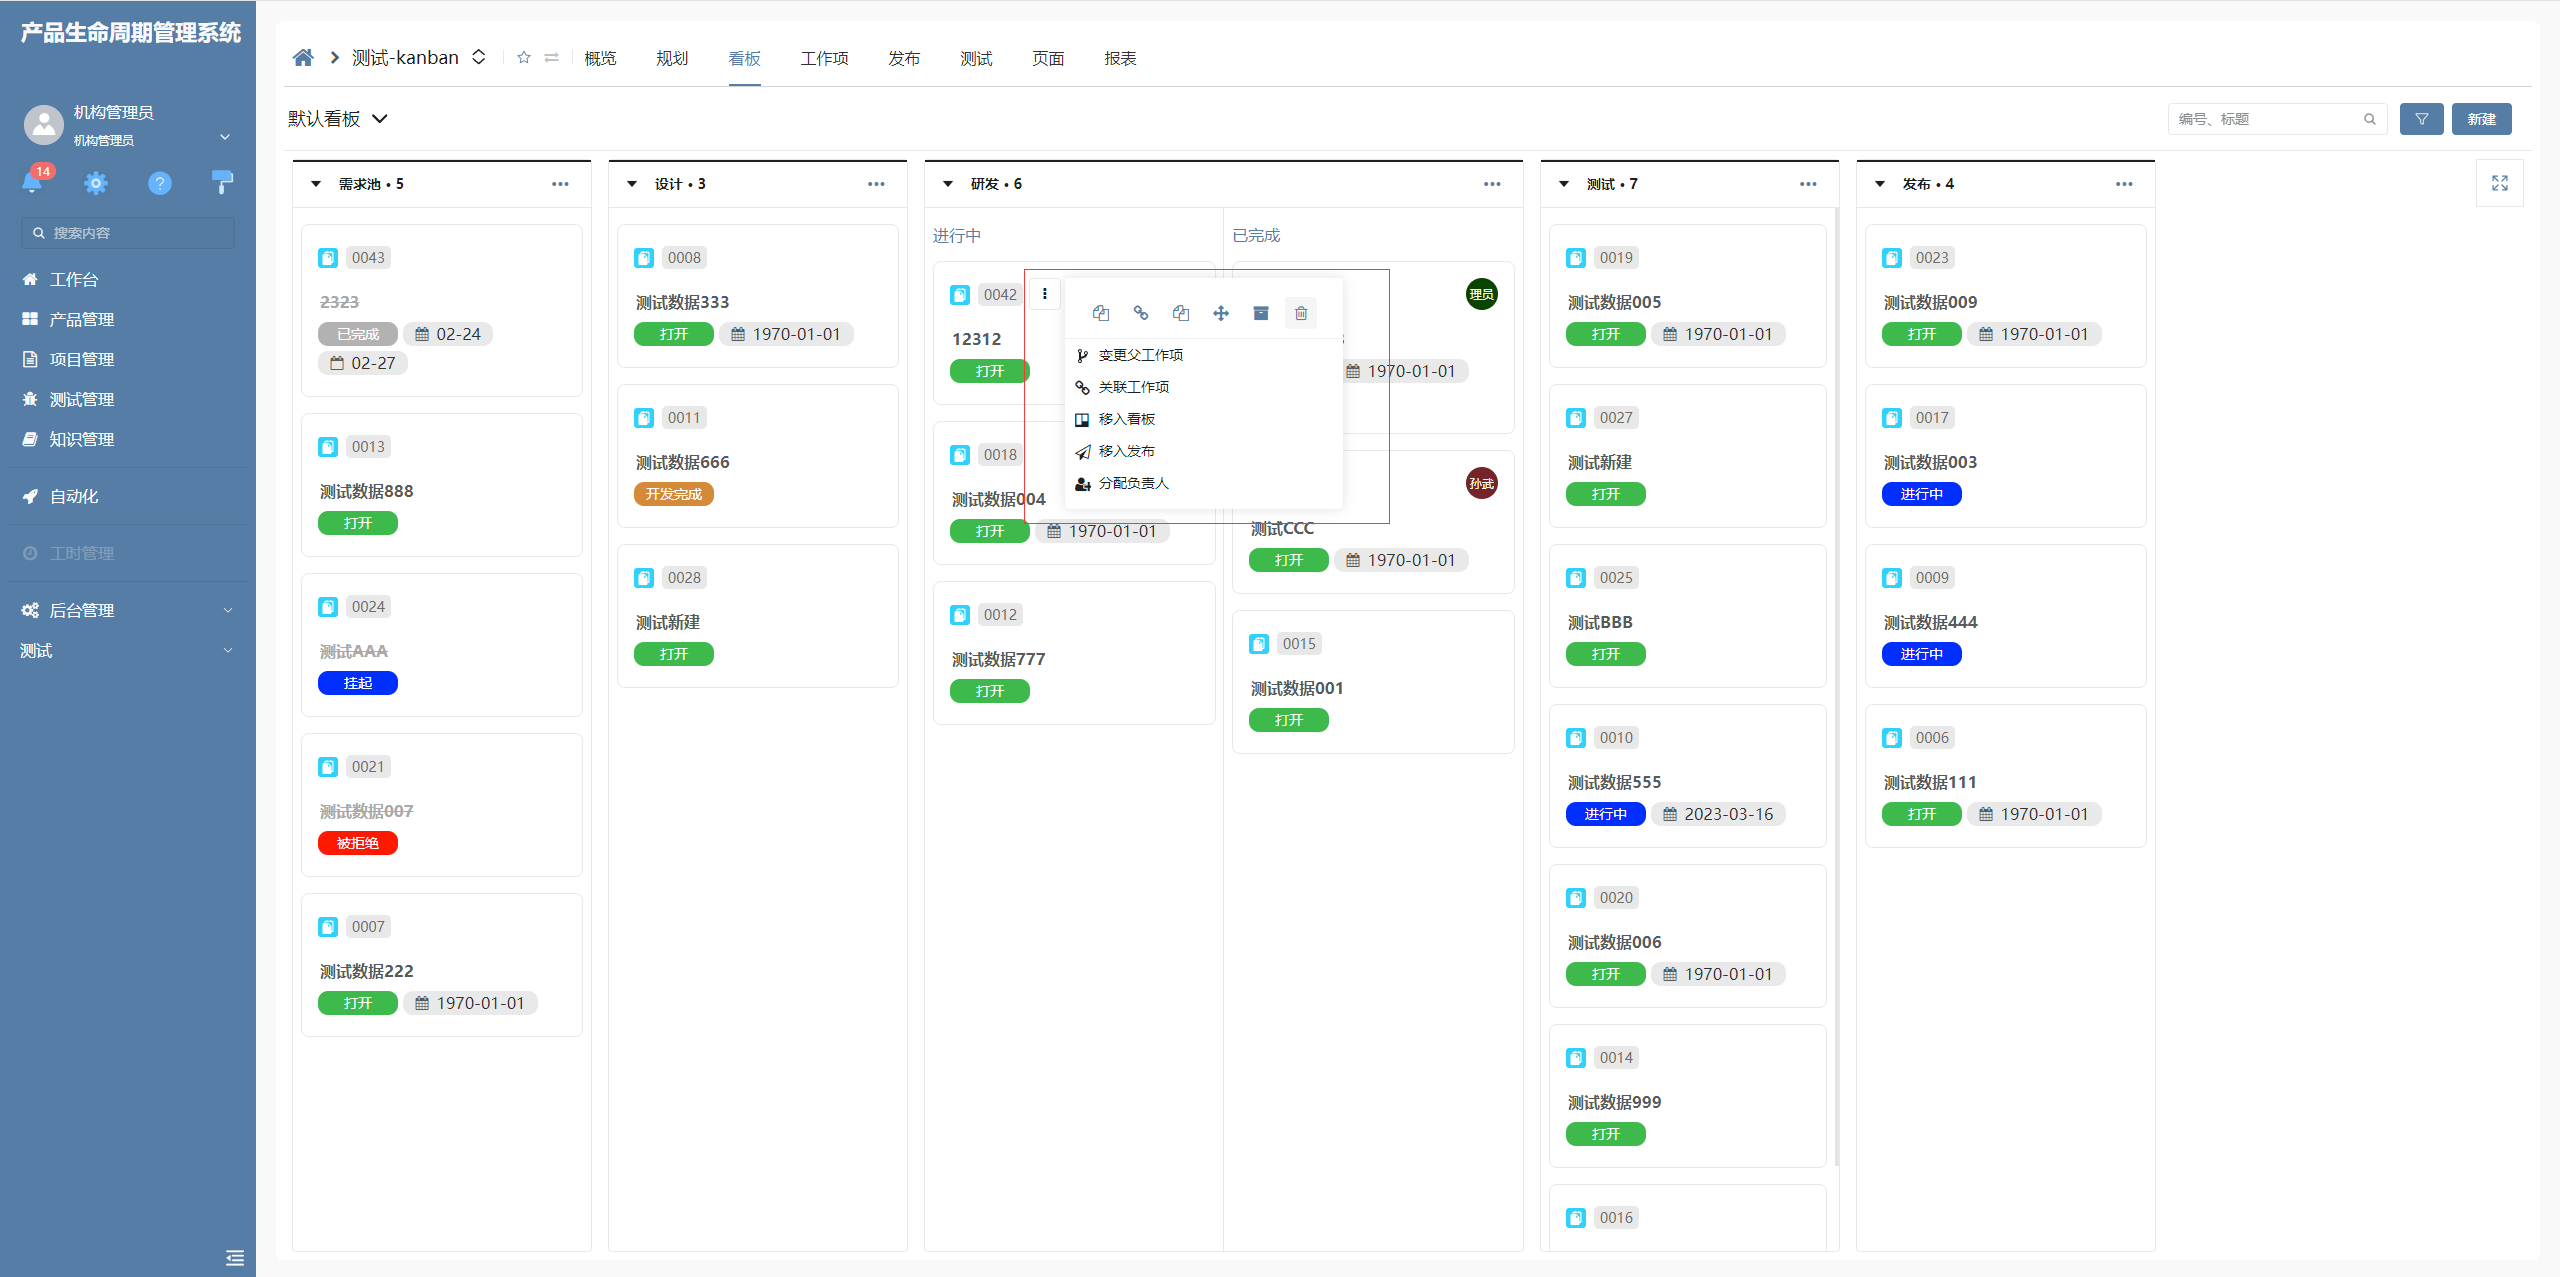 产品生命周期管理系统
机构管理员
机构管理员
14
搜索内容
工作台
产品管理
项目管理
测试管理
知识管理
自动化
工时管理
后台管理
测试
测试-kanban
概览
规划
看板
工作项
发布
测试
页面
报表
默认看板
编号、标题
新建
需求池 • 5
0043
2323
已完成 02-24
02-27
0013
测试数据888
打开
0024
测试AAA
挂起
0021
测试数据007
被拒绝
0007
测试数据222
打开 1970-01-01
设计 • 3
0008
测试数据333
打开 1970-01-01
0011
测试数据666
开发完成
0028
测试新建
打开
研发 • 6
进行中
0042
12312
打开
0018
测试数据004
打开 1970-01-01
0012
测试数据777
打开
变更父工作项
关联工作项
移入看板
移入发布
分配负责人
已完成
理员
1970-01-01
孙武
测试CCC
打开 1970-01-01
0015
测试数据001
打开
测试 • 7
0019
测试数据005
打开 1970-01-01
0027
测试新建
打开
0025
测试BBB
打开
0010
测试数据555
进行中 2023-03-16
0020
测试数据006
打开 1970-01-01
0014
测试数据999
打开
0016
发布 • 4
0023
测试数据009
打开 1970-01-01
0017
测试数据003
进行中
0009
测试数据444
进行中
0006
测试数据111
打开 1970-01-01